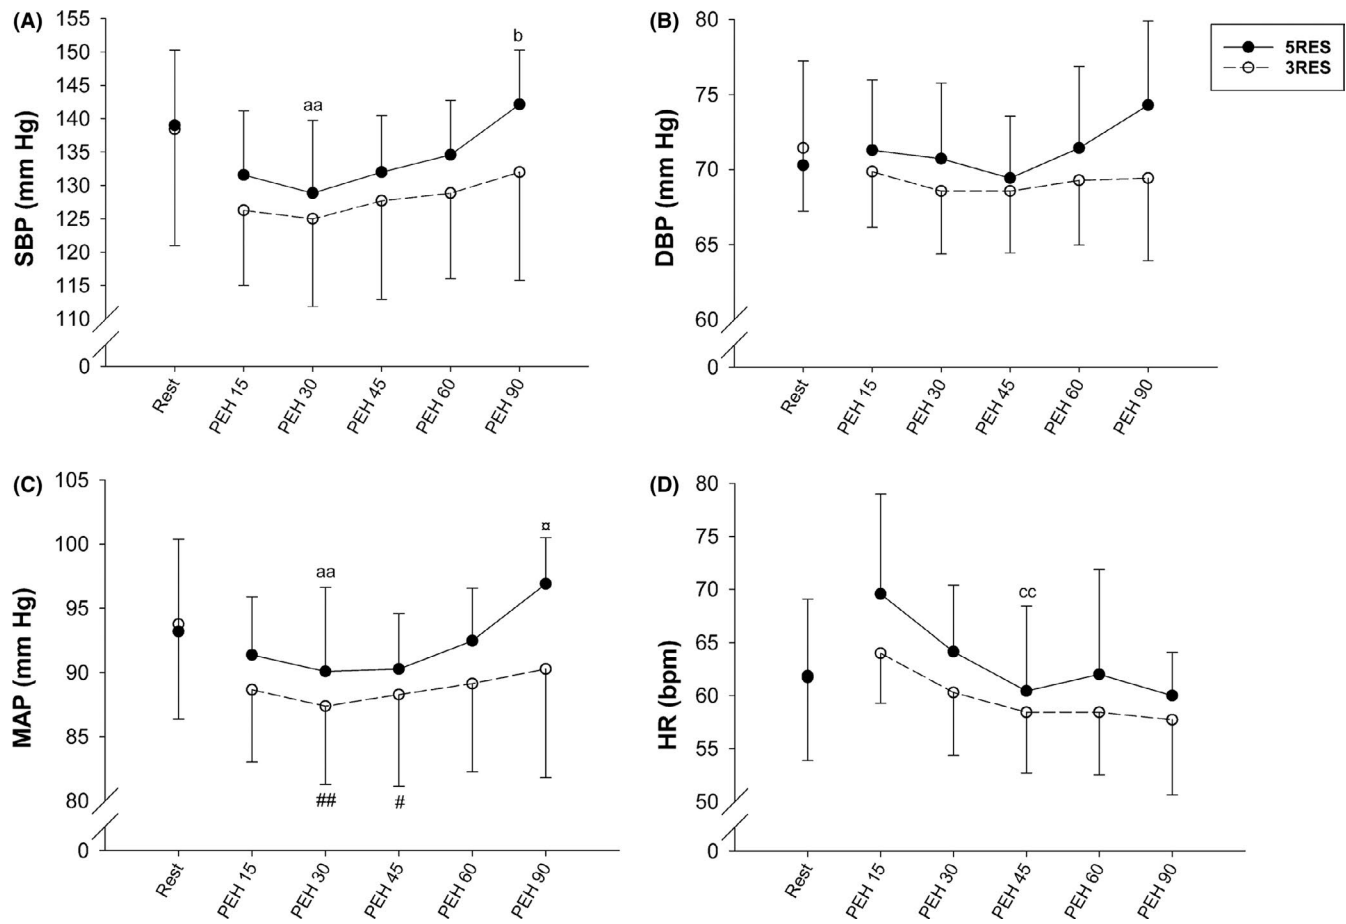 (A)
155
150
145
140
135
130
125
120
115
110
0
SBP (mm Hg)
aa
b
Rest
PEH 15
PEH 30
PEH 45
PEH 60
PEH 90
(B)
80
75
70
65
60
0
DBP (mm Hg)
Rest
PEH 15
PEH 30
PEH 45
PEH 60
PEH 90
5RES
3RES
(C)
105
100
95
90
85
80
0
MAP (mm Hg)
aa
¤
##
#
Rest
PEH 15
PEH 30
PEH 45
PEH 60
PEH 90
(D)
80
75
70
65
60
55
50
0
HR (bpm)
cc
Rest
PEH 15
PEH 30
PEH 45
PEH 60
PEH 90